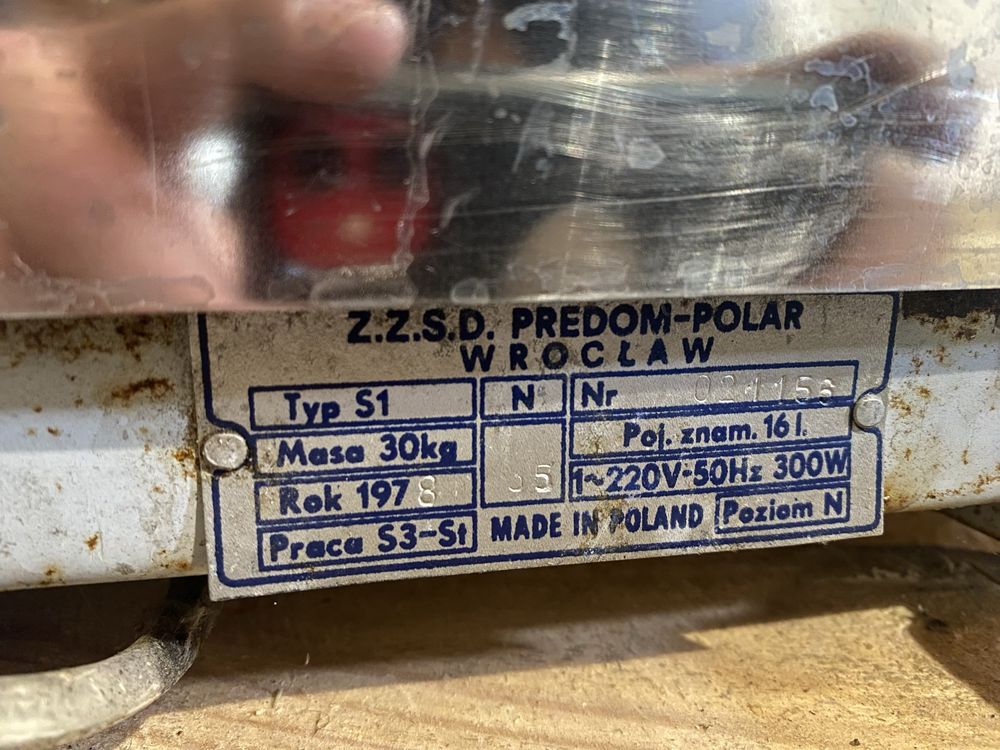 Z.Z.S.D. PREDOM-POLAR
WROCŁAW
Typ S1 N Nr 021156
Masa 30kg Poj. znam. 16 l.
Rok 1978 55 1~220V·50Hz 300W
Praca S3-St MADE IN POLAND Poziom N